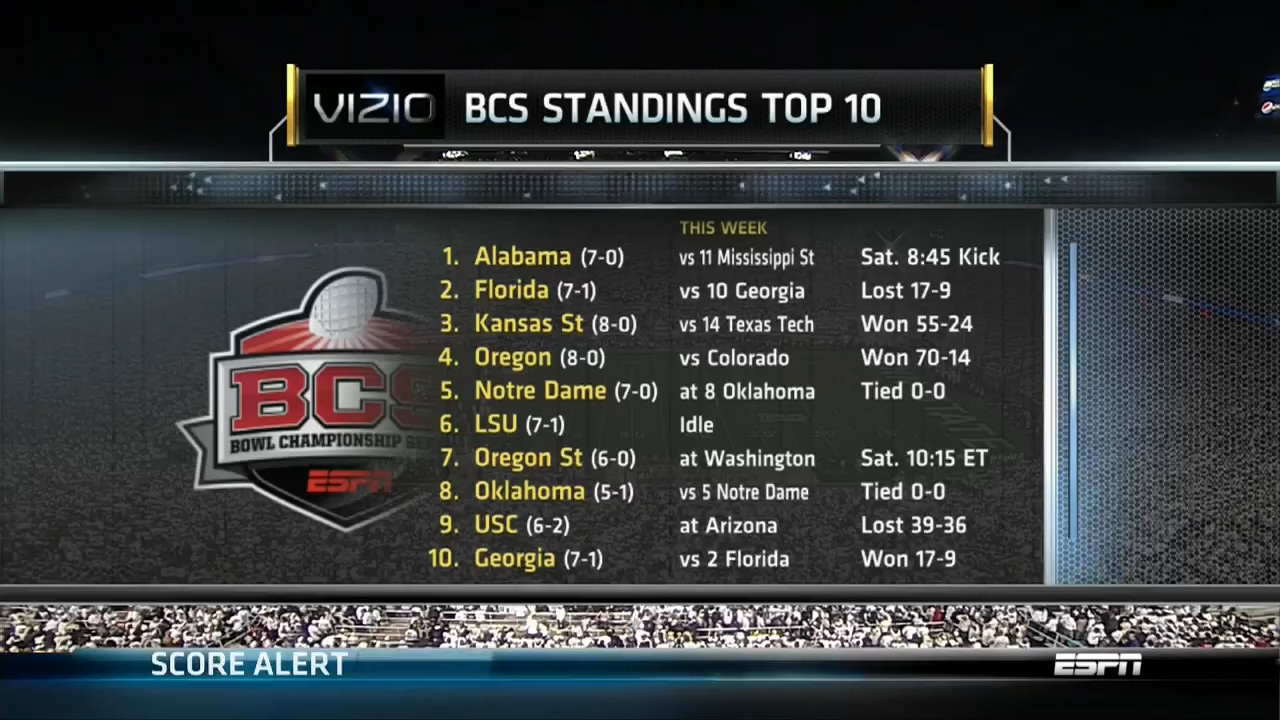 VIZIO BCS STANDINGS TOP 10
THIS WEEK
1. Alabama (7-0) vs 11 Mississippi St Sat. 8:45 Kick
2. Florida (7-1) vs 10 Georgia Lost 17-9
3. Kansas St (8-0) vs 14 Texas Tech Won 55-24
4. Oregon (8-0) vs Colorado Won 70-14
5. Notre Dame (7-0) at 8 Oklahoma Tied 0-0
6. LSU (7-1) Idle
7. Oregon St (6-0) at Washington Sat. 10:15 ET
8. Oklahoma (5-1) vs 5 Notre Dame Tied 0-0
9. USC (6-2) at Arizona Lost 39-36
10. Georgia (7-1) vs 2 Florida Won 17-9
BCS
BOWL CHAMPIONSHIP
ESPN
SCORE ALERT ESPN